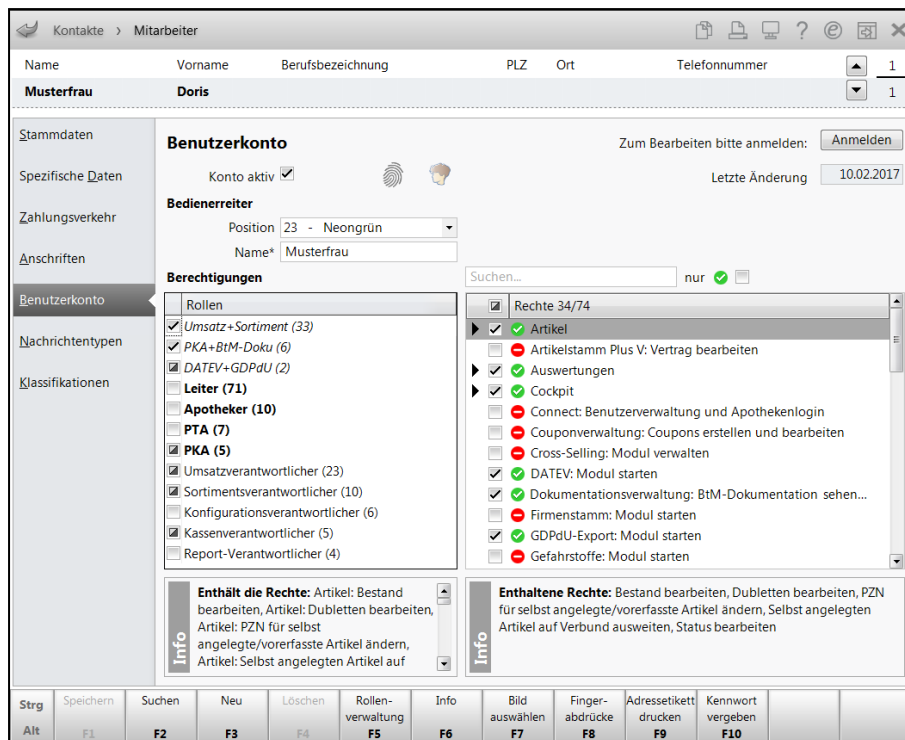 Kontakte › Mitarbeiter
Name Vorname Berufsbezeichnung PLZ Ort Telefonnummer 1
Musterfrau Doris 1
Stammdaten
Spezifische Daten
Zahlungsverkehr
Anschriften
Benutzerkonto
Nachrichtentypen
Klassifikationen
Benutzerkonto Zum Bearbeiten bitte anmelden: Anmelden
Konto aktiv Letzte Änderung 10.02.2017
Bedienerreiter
Position 23 - Neongrün
Name* Musterfrau
Berechtigungen Suchen... nur
Rollen
Umsatz+Sortiment (33)
PKA+BtM-Doku (6)
DATEV+GDPdU (2)
Leiter (71)
Apotheker (10)
PTA (7)
PKA (5)
Umsatzverantwortlicher (23)
Sortimentsverantwortlicher (10)
Konfigurationsverantwortlicher (6)
Kassenverantwortlicher (5)
Report-Verantwortlicher (4)
Rechte 34/74
Artikel
Artikelstamm Plus V: Vertrag bearbeiten
Auswertungen
Cockpit
Connect: Benutzerverwaltung und Apothekenlogin
Couponverwaltung: Coupons erstellen und bearbeiten
Cross-Selling: Modul verwalten
DATEV: Modul starten
Dokumentationsverwaltung: BtM-Dokumentation sehen...
Firmenstamm: Modul starten
GDPdU-Export: Modul starten
Gefahrstoffe: Modul starten
Info
Enthält die Rechte: Artikel: Bestand
bearbeiten, Artikel: Dubletten bearbeiten,
Artikel: PZN für selbst
angelegte/vorerfasste Artikel ändern,
Artikel: Selbst angelegten Artikel auf
Info
Enthaltene Rechte: Bestand bearbeiten, Dubletten bearbeiten, PZN
für selbst angelegte/vorerfasste Artikel ändern, Selbst angelegten
Artikel auf Verbund ausweiten, Status bearbeiten
Strg
Alt
Speichern
F1
Suchen
F2
Neu
F3
Löschen
F4
Rollen-
verwaltung
F5
Info
F6
Bild
auswählen
F7
Finger-
abdrücke
F8
Adressetikett
drucken
F9
Kennwort
vergeben
F10